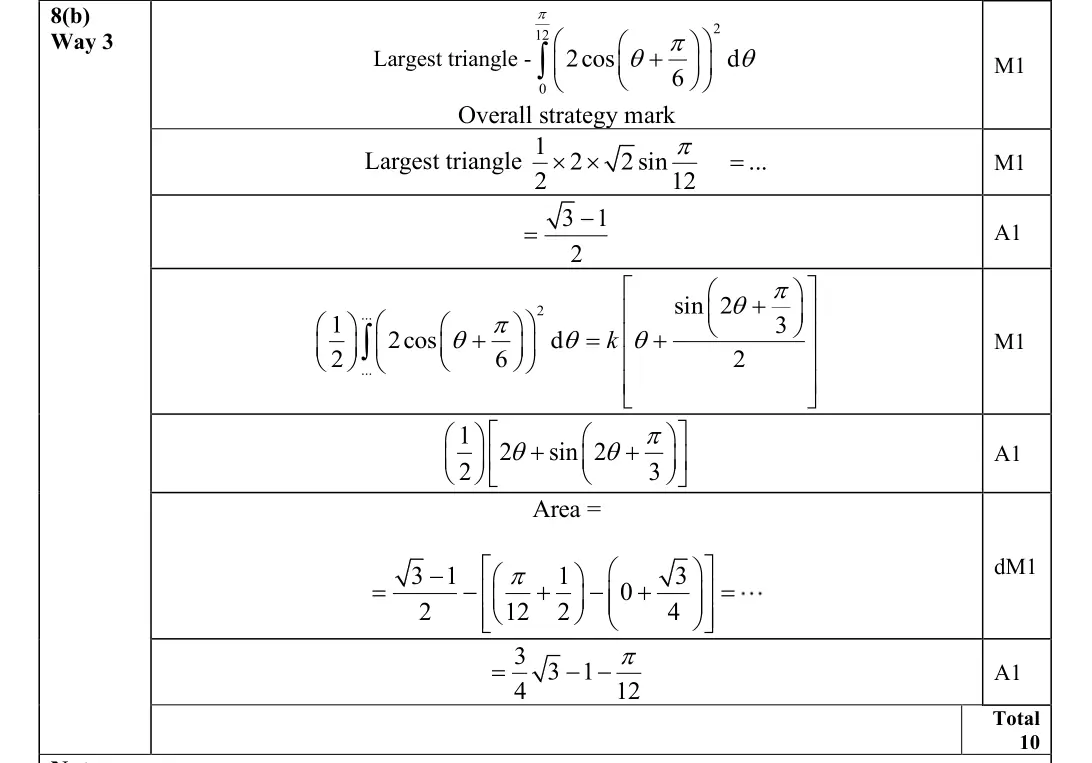 8(b)
Way 3
Largest triangle - ∫₀^{π/12} (2cos(θ + π/6))² dθ
Overall strategy mark
M1
Largest triangle 1/2 × 2 × √2 sin π/12 = ...
M1
= (√3 − 1)/2
A1
(1/2) ∫_{...}^{...} (2cos(θ + π/6))² dθ = k[θ + sin(2θ + π/3)/2]
M1
(1/2)[2θ + sin(2θ + π/3)]
A1
Area =
= (√3 − 1)/2 − [(π/12 + 1/2) − (0 + √3/4)] = ⋯
dM1
= 3/4 √3 − 1 − π/12
A1
Total
10